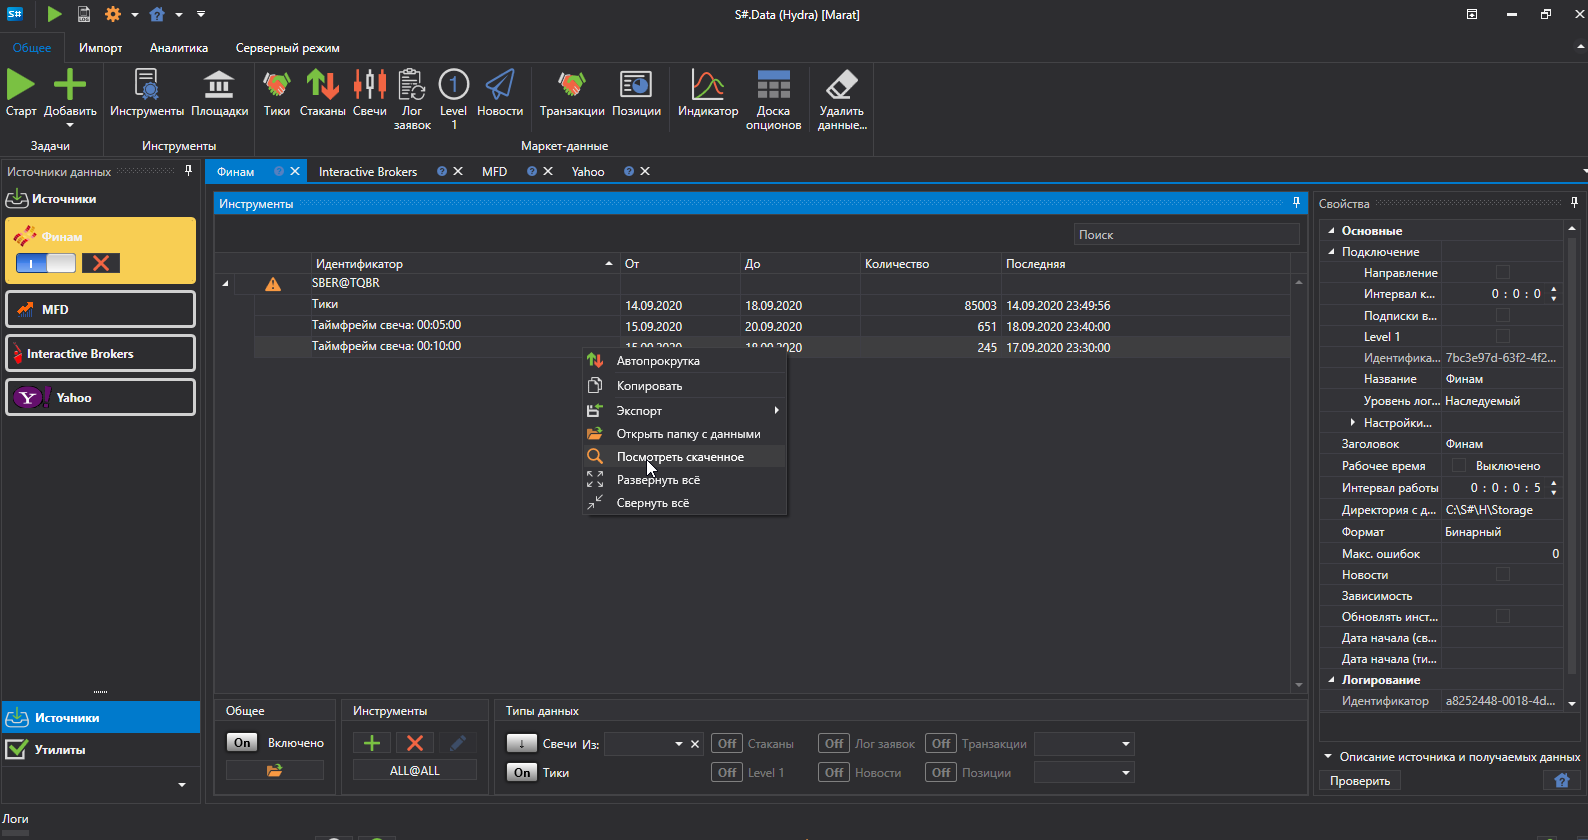 S#
S#.Data (Hydra) [Marat]
Общее
Импорт
Аналитика
Серверный режим
Старт
Добавить
Инструменты
Площадки
Тики
Стаканы
Свечи
Лог
заявок
Level
1
Новости
Транзакции
Позиции
Индикатор
Доска
опционов
Удалить
данные...
Задачи
Инструменты
Маркет-данные
Источники данных
Источники
Финам
MFD
Interactive Brokers
Yahoo
Источники
Утилиты
Финам
Interactive Brokers
MFD
Yahoo
Инструменты
Поиск
Идентификатор От До Количество Последняя
SBER@TQBR
Тики 14.09.2020 18.09.2020 85003 14.09.2020 23:49:56
Таймфрейм свеча: 00:05:00 15.09.2020 20.09.2020 651 18.09.2020 23:40:00
Таймфрейм свеча: 00:10:00 15.09.2020 18.09.2020 245 17.09.2020 23:30:00
Автопрокрутка
Копировать
Экспорт
Открыть папку с данными
Посмотреть скаченное
Развернуть всё
Свернуть всё
Общее
On Включено
Инструменты
ALL@ALL
Типы данных
Свечи Из: Off Стаканы Off Лог заявок Off Транзакции
On Тики Off Level 1 Off Новости Off Позиции
Свойства
Основные
Подключение
Направление
Интервал к... 0 : 0 : 0
Подписки в...
Level 1
Идентифика... 7bc3e97d-63f2-4f2...
Название Финам
Уровень лог... Наследуемый
Настройки...
Заголовок Финам
Рабочее время Выключено
Интервал работы 0 : 0 : 0 : 5
Директория с д... C:\S#\H\Storage
Формат Бинарный
Макс. ошибок 0
Новости
Зависимость
Обновлять инст...
Дата начала (св...
Дата начала (ти...
Логирование
Идентификатор a8252448-0018-4d...
Описание источника и получаемых данных
Проверить
Логи